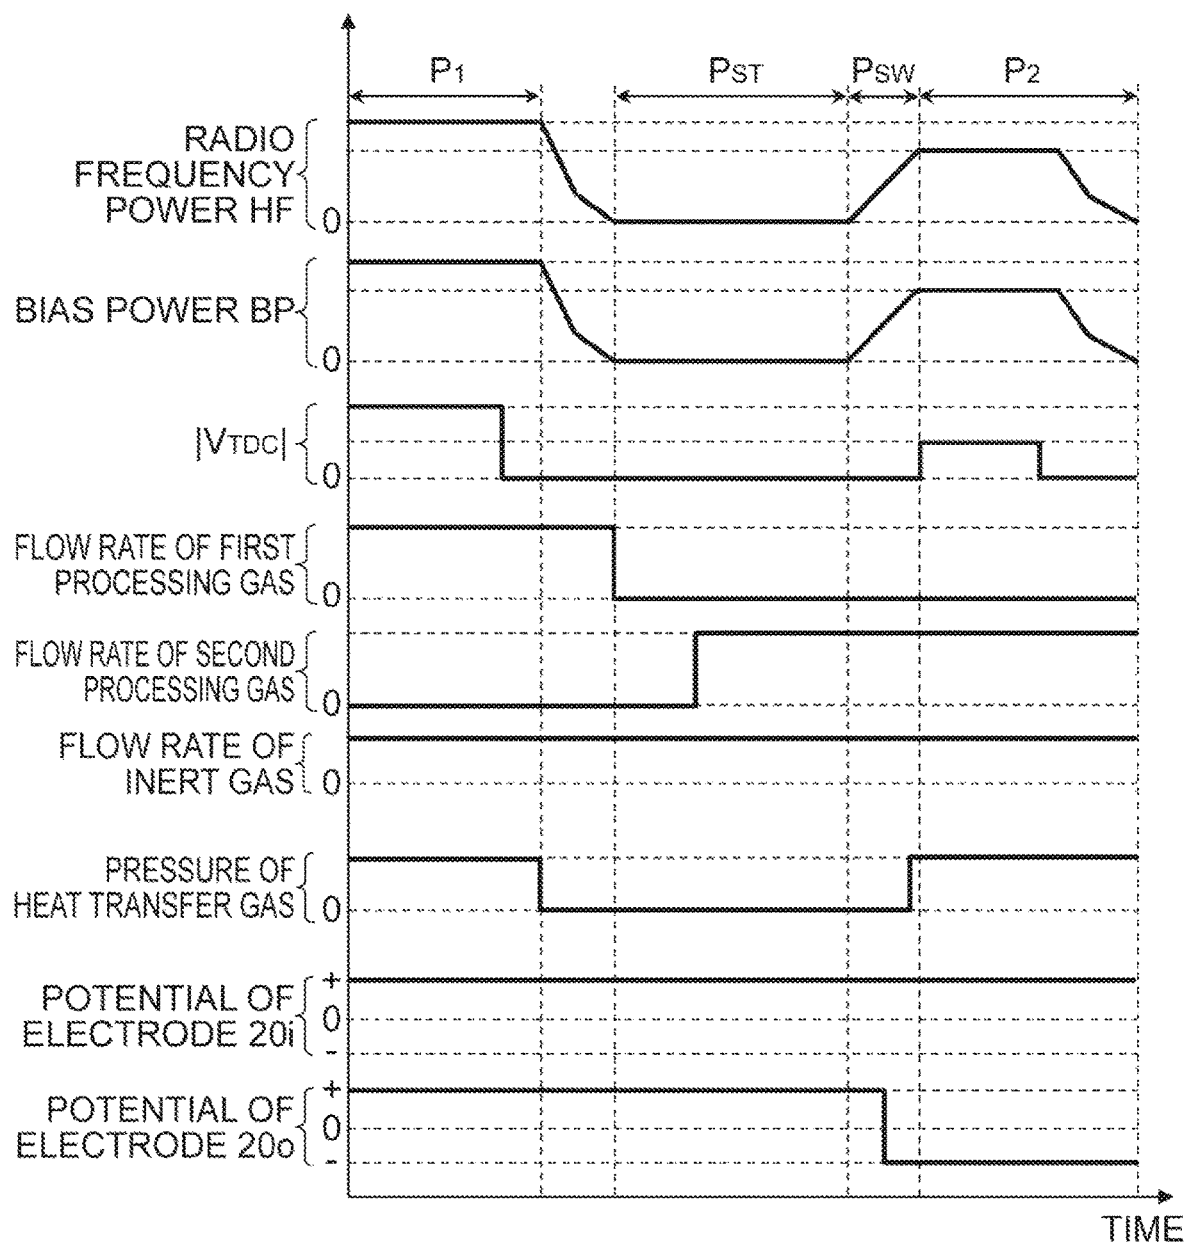 P1 PST PSW P2
RADIO
FREQUENCY
POWER HF
0
BIAS POWER BP
0
|VTDC|
0
FLOW RATE OF FIRST
PROCESSING GAS
0
FLOW RATE OF SECOND
PROCESSING GAS
0
FLOW RATE OF
INERT GAS
0
PRESSURE OF
HEAT TRANSFER GAS
0
+
POTENTIAL OF
ELECTRODE 20i
0
-
+
POTENTIAL OF
ELECTRODE 20o
0
-
TIME